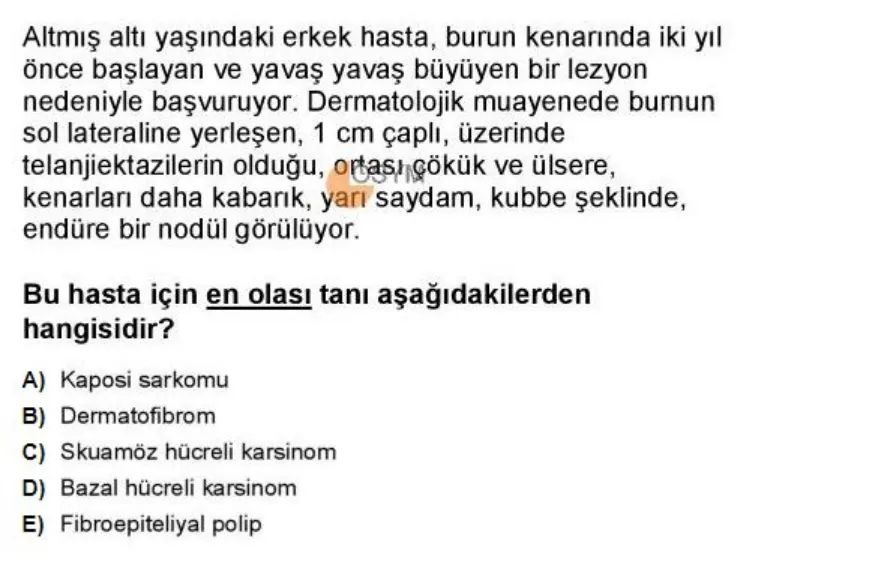 Altmış altı yaşındaki erkek hasta, burun kenarında iki yıl
önce başlayan ve yavaş yavaş büyüyen bir lezyon
nedeniyle başvuruyor. Dermatolojik muayenede burnun
sol lateraline yerleşen, 1 cm çaplı, üzerinde
telanjiektazilerin olduğu, ortası çökük ve ülsere,
kenarları daha kabarık, yarı saydam, kubbe şeklinde,
endüre bir nodül görülüyor.
ÖSYM
Bu hasta için en olası tanı aşağıdakilerden
hangisidir?
A) Kaposi sarkomu
B) Dermatofibrom
C) Skuamöz hücreli karsinom
D) Bazal hücreli karsinom
E) Fibroepiteliyal polip